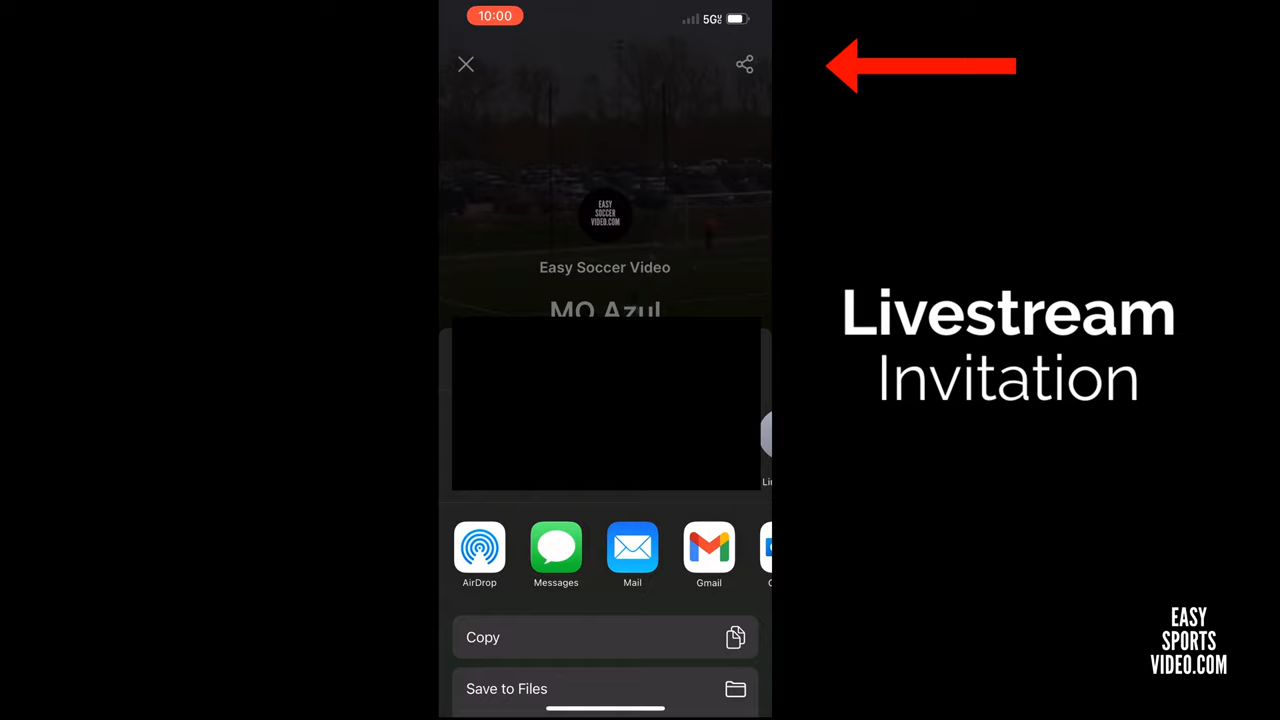 10:00
5G
EASY
SOCCER
VIDEO.COM
Easy Soccer Video
MO Azul
AirDrop
Messages
Mail
Gmail
Copy
Save to Files
Livestream
Invitation
EASY
SPORTS
VIDEO.COM